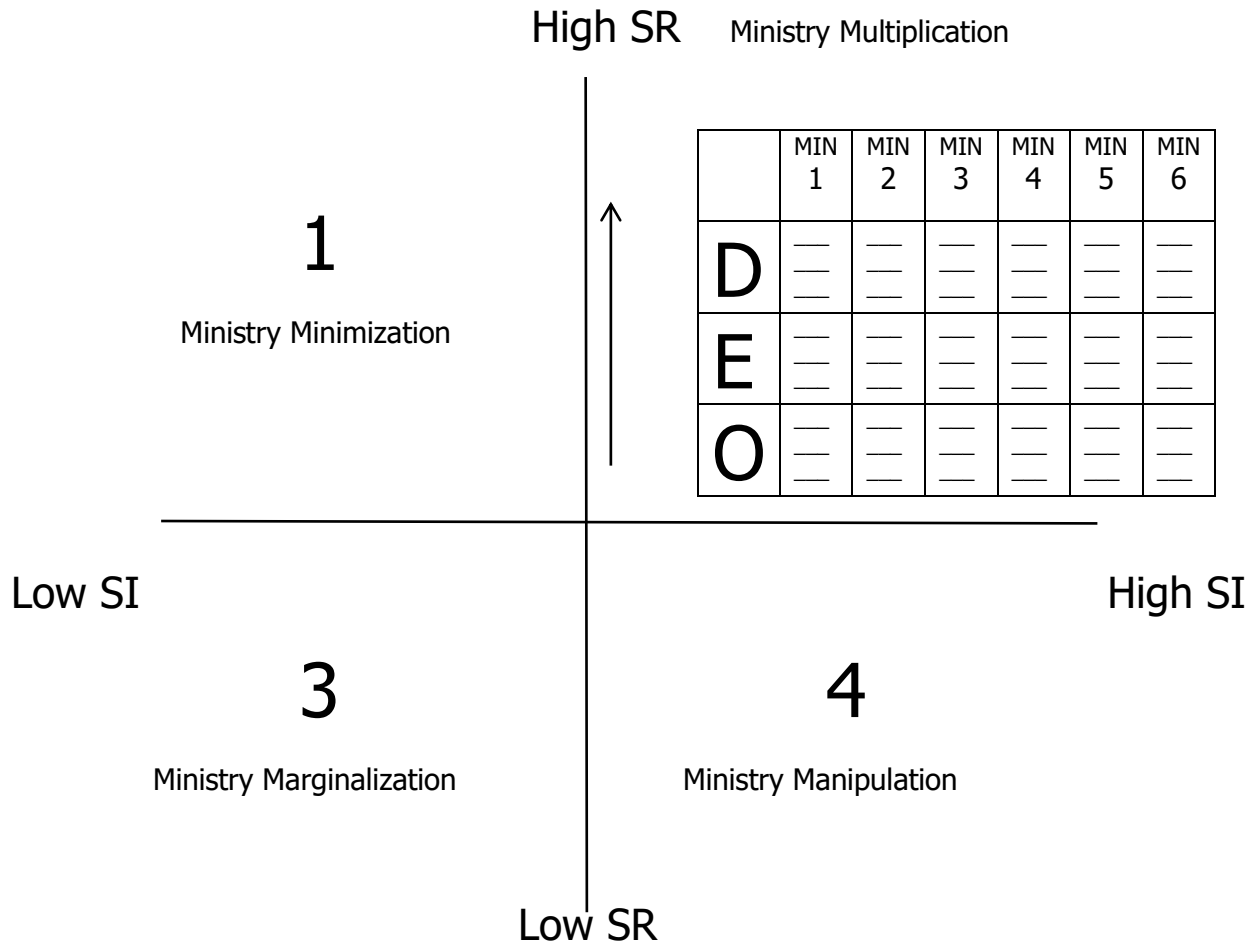 High SR Ministry Multiplication
MIN MIN MIN MIN MIN MIN
1 2 3 4 5 6
1
D
Ministry Minimization
E
O
Low SI High SI
3 4
Ministry Marginalization Ministry Manipulation
Low SR